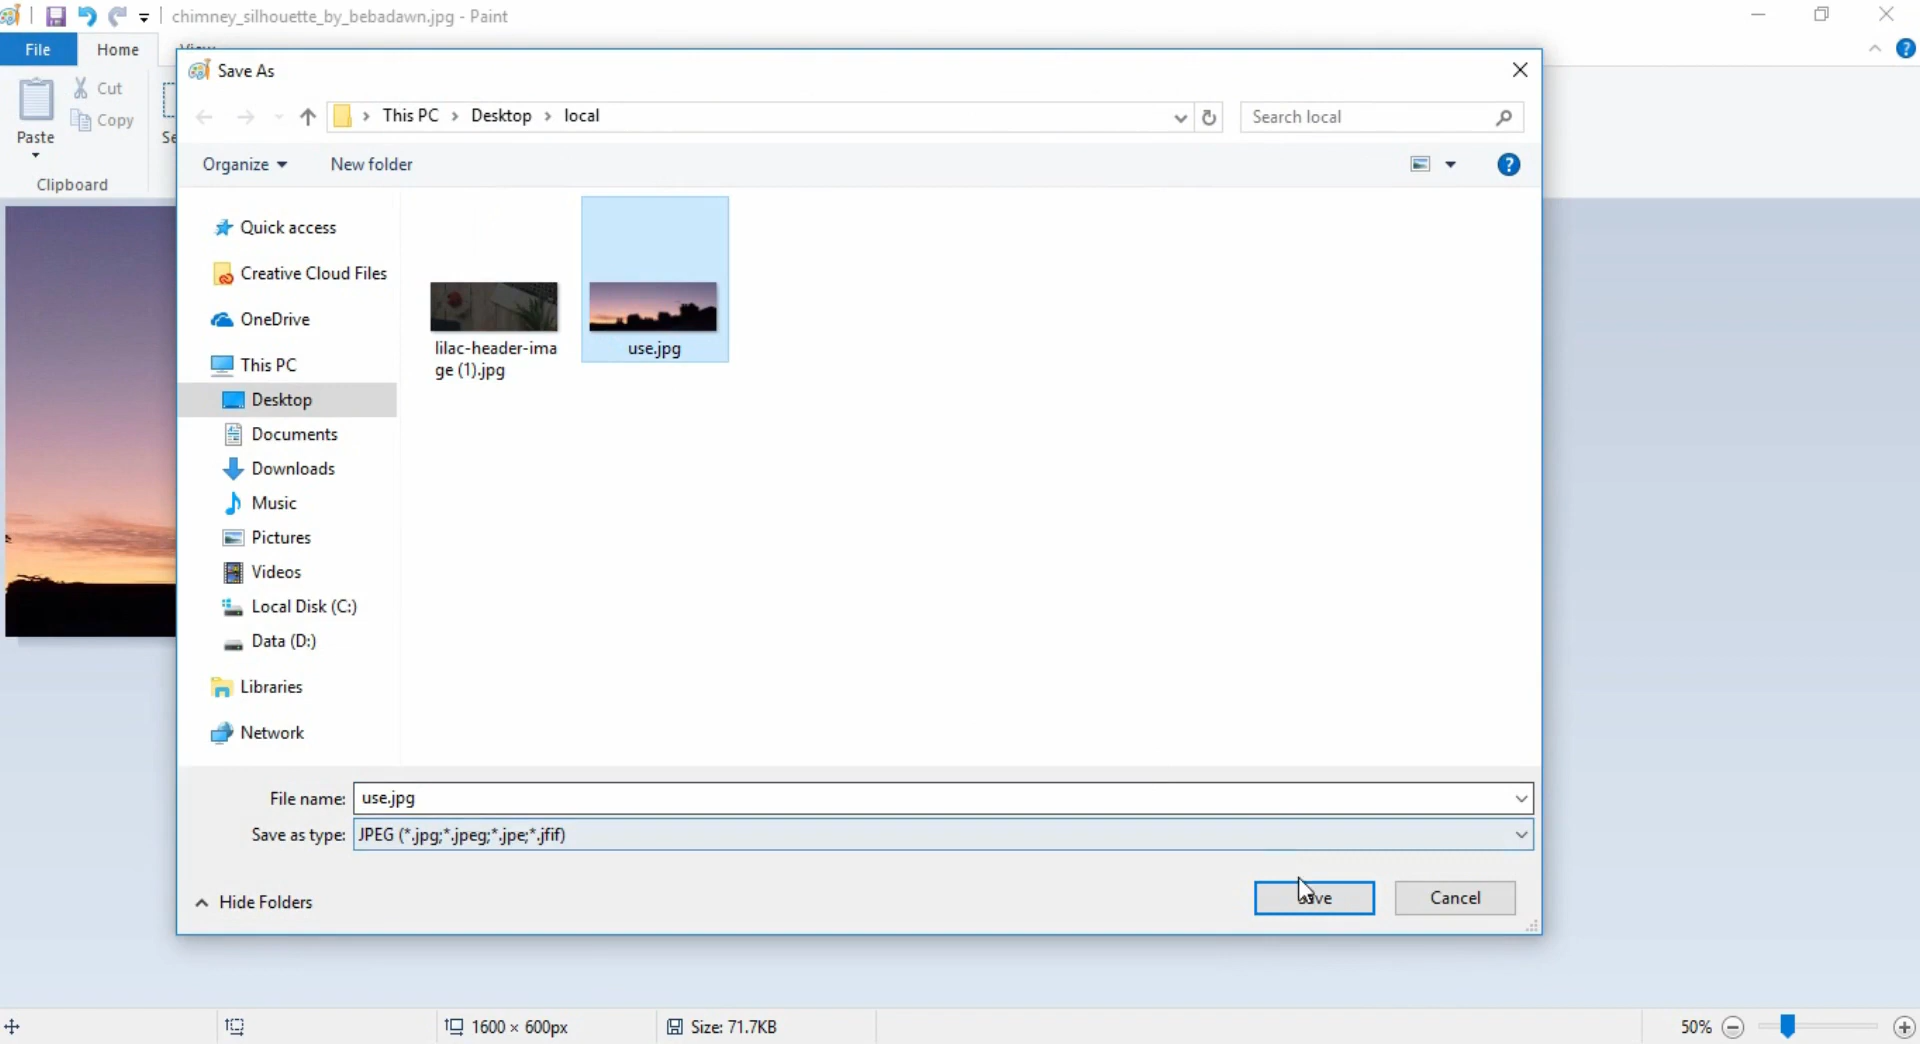 chimney_silhouette_by_bebadawn.jpg - Paint
File
Home
View
Paste
Cut
Copy
Clipboard
Save As
This PC > Desktop > local
Search local
Organize
New folder
Quick access
Creative Cloud Files
OneDrive
This PC
Desktop
Documents
Downloads
Music
Pictures
Videos
Local Disk (C:)
Data (D:)
Libraries
Network
lilac-header-ima
ge (1).jpg
use.jpg
File name: use.jpg
Save as type: JPEG (*.jpg;*.jpeg;*.jpe;*.jfif)
Hide Folders
Save
Cancel
1600 × 600px
Size: 71.7KB
50%